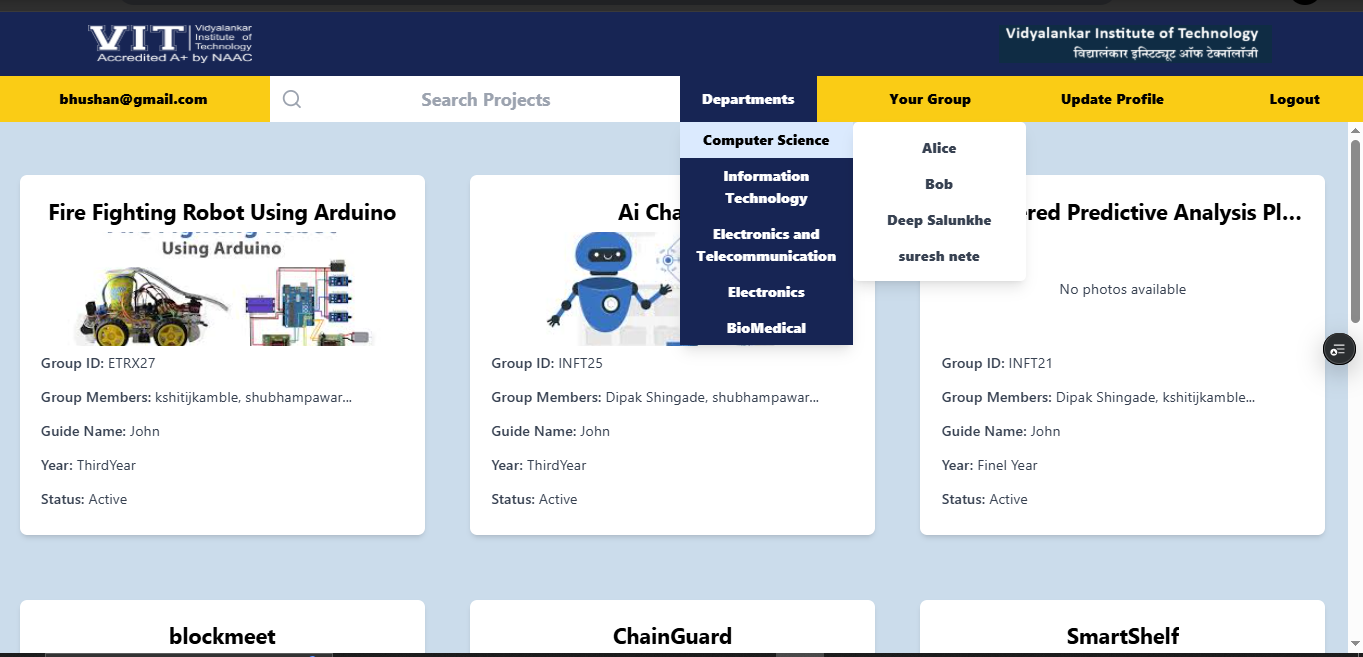 VIT
Vidyalankar
Institute of
Technology
Accredited A+ by NAAC
Vidyalankar Institute of Technology
विद्यालंकार इन्स्टिट्यूट ऑफ टेक्नॉलॉजी
bhushan@gmail.com
Search Projects
Departments
Your Group
Update Profile
Logout
Computer Science
Information
Technology
Electronics and
Telecommunication
Electronics
BioMedical
Alice
Bob
Deep Salunkhe
suresh nete
Fire Fighting Robot Using Arduino
Using Arduino
Group ID: ETRX27
Group Members: kshitijkamble, shubhampawar...
Guide Name: John
Year: ThirdYear
Status: Active
Ai Cha
Group ID: INFT25
Group Members: Dipak Shingade, shubhampawar...
Guide Name: John
Year: ThirdYear
Status: Active
ered Predictive Analysis Pl...
No photos available
Group ID: INFT21
Group Members: Dipak Shingade, kshitijkamble...
Guide Name: John
Year: Finel Year
Status: Active
blockmeet
ChainGuard
SmartShelf